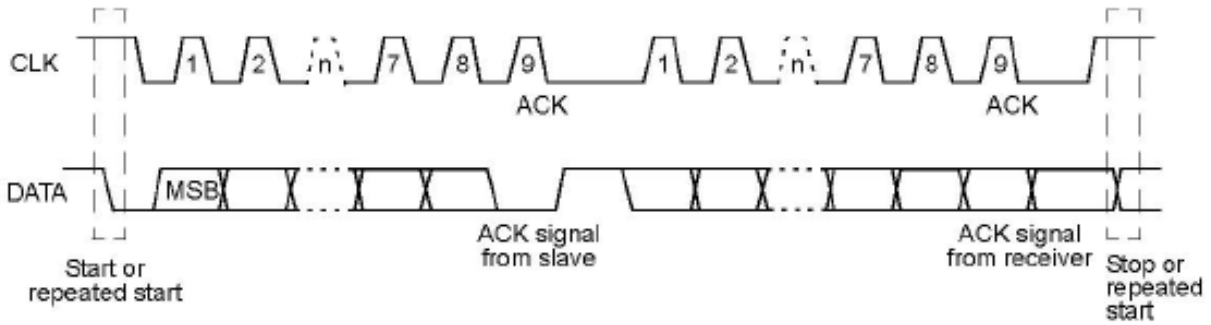 CLK 1 2 n 7 8 9 1 2 n 7 8 9
ACK ACK
DATA MSB
ACK signal
from slave
ACK signal
from receiver
Start or
repeated start
Stop or
repeated
start